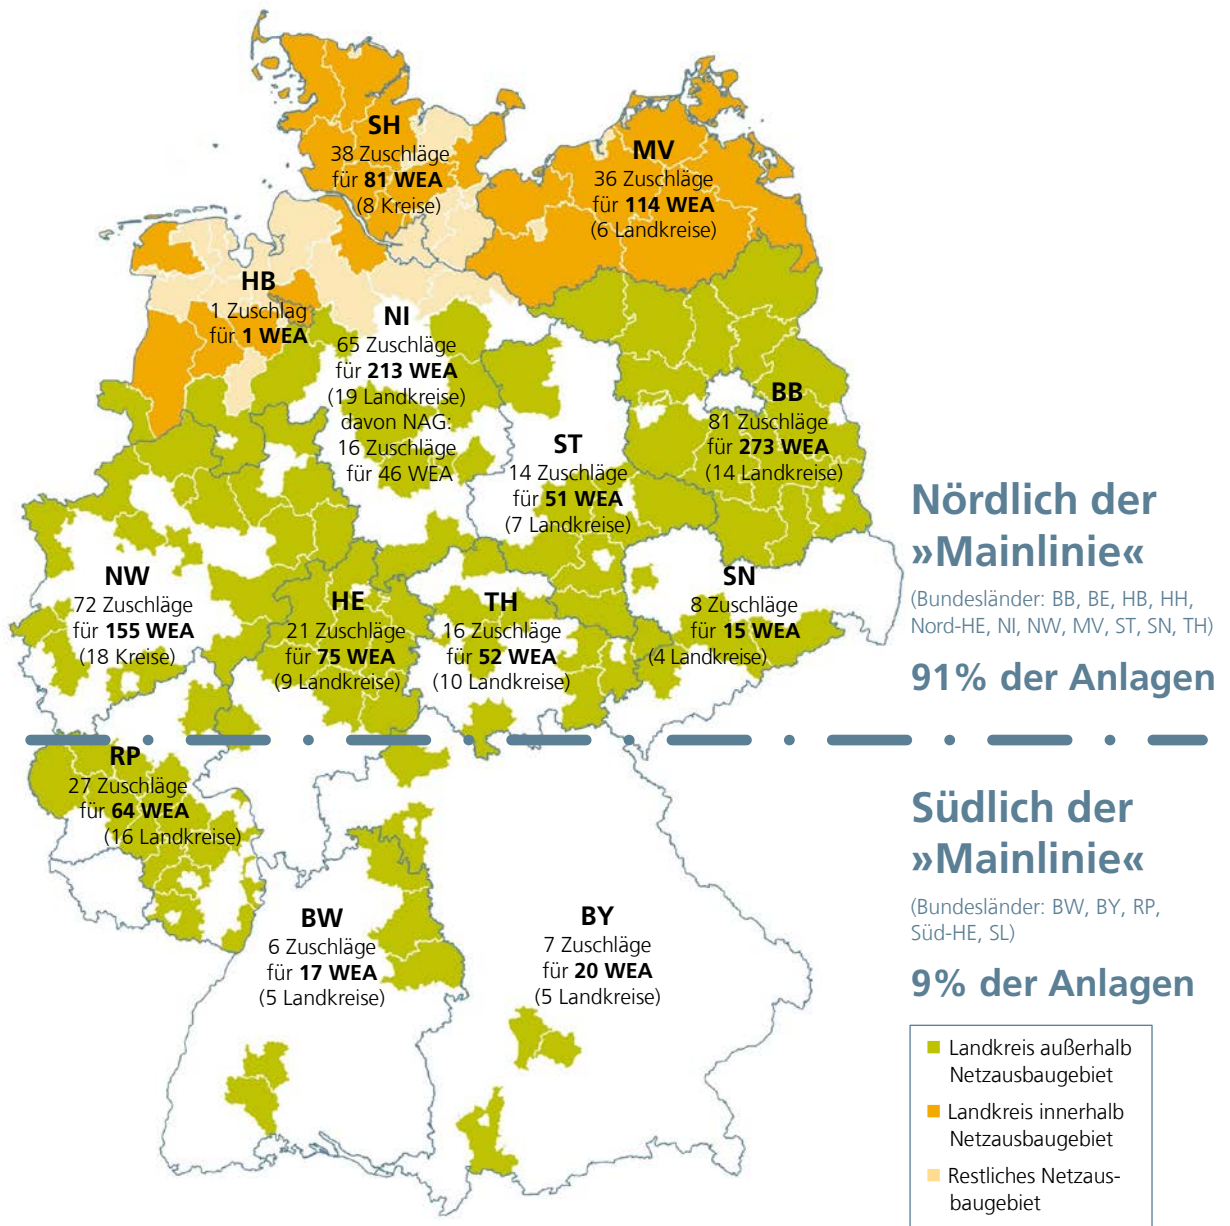 SH
38 Zuschläge
für 81 WEA
(8 Kreise)
MV
36 Zuschläge
für 114 WEA
(6 Landkreise)
HB
1 Zuschlag
für 1 WEA
NI
65 Zuschläge
für 213 WEA
(19 Landkreise)
davon NAG:
16 Zuschläge
für 46 WEA
BB
81 Zuschläge
für 273 WEA
(14 Landkreise)
ST
14 Zuschläge
für 51 WEA
(7 Landkreise)
NW
72 Zuschläge
für 155 WEA
(18 Kreise)
HE
21 Zuschläge
für 75 WEA
(9 Landkreise)
TH
16 Zuschläge
für 52 WEA
(10 Landkreise)
SN
8 Zuschläge
für 15 WEA
(4 Landkreise)
RP
27 Zuschläge
für 64 WEA
(16 Landkreise)
BW
6 Zuschläge
für 17 WEA
(5 Landkreise)
BY
7 Zuschläge
für 20 WEA
(5 Landkreise)
Nördlich der
»Mainlinie«
(Bundesländer: BB, BE, HB, HH,
Nord-HE, NI, NW, MV, ST, SN, TH)
91% der Anlagen
Südlich der
»Mainlinie«
(Bundesländer: BW, BY, RP,
Süd-HE, SL)
9% der Anlagen
Landkreis außerhalb
Netzausbaugebiet
Landkreis innerhalb
Netzausbaugebiet
Restliches Netzaus-
baugebiet